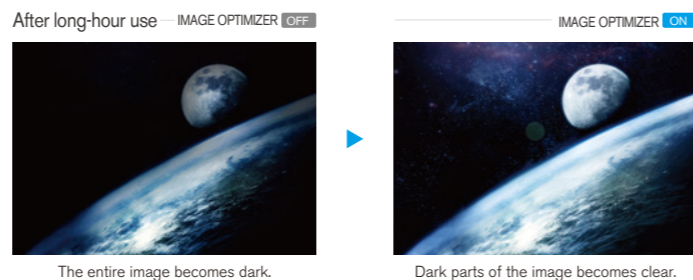 After long-hour use IMAGE OPTIMIZER OFF
IMAGE OPTIMIZER ON
The entire image becomes dark.
Dark parts of the image becomes clear.